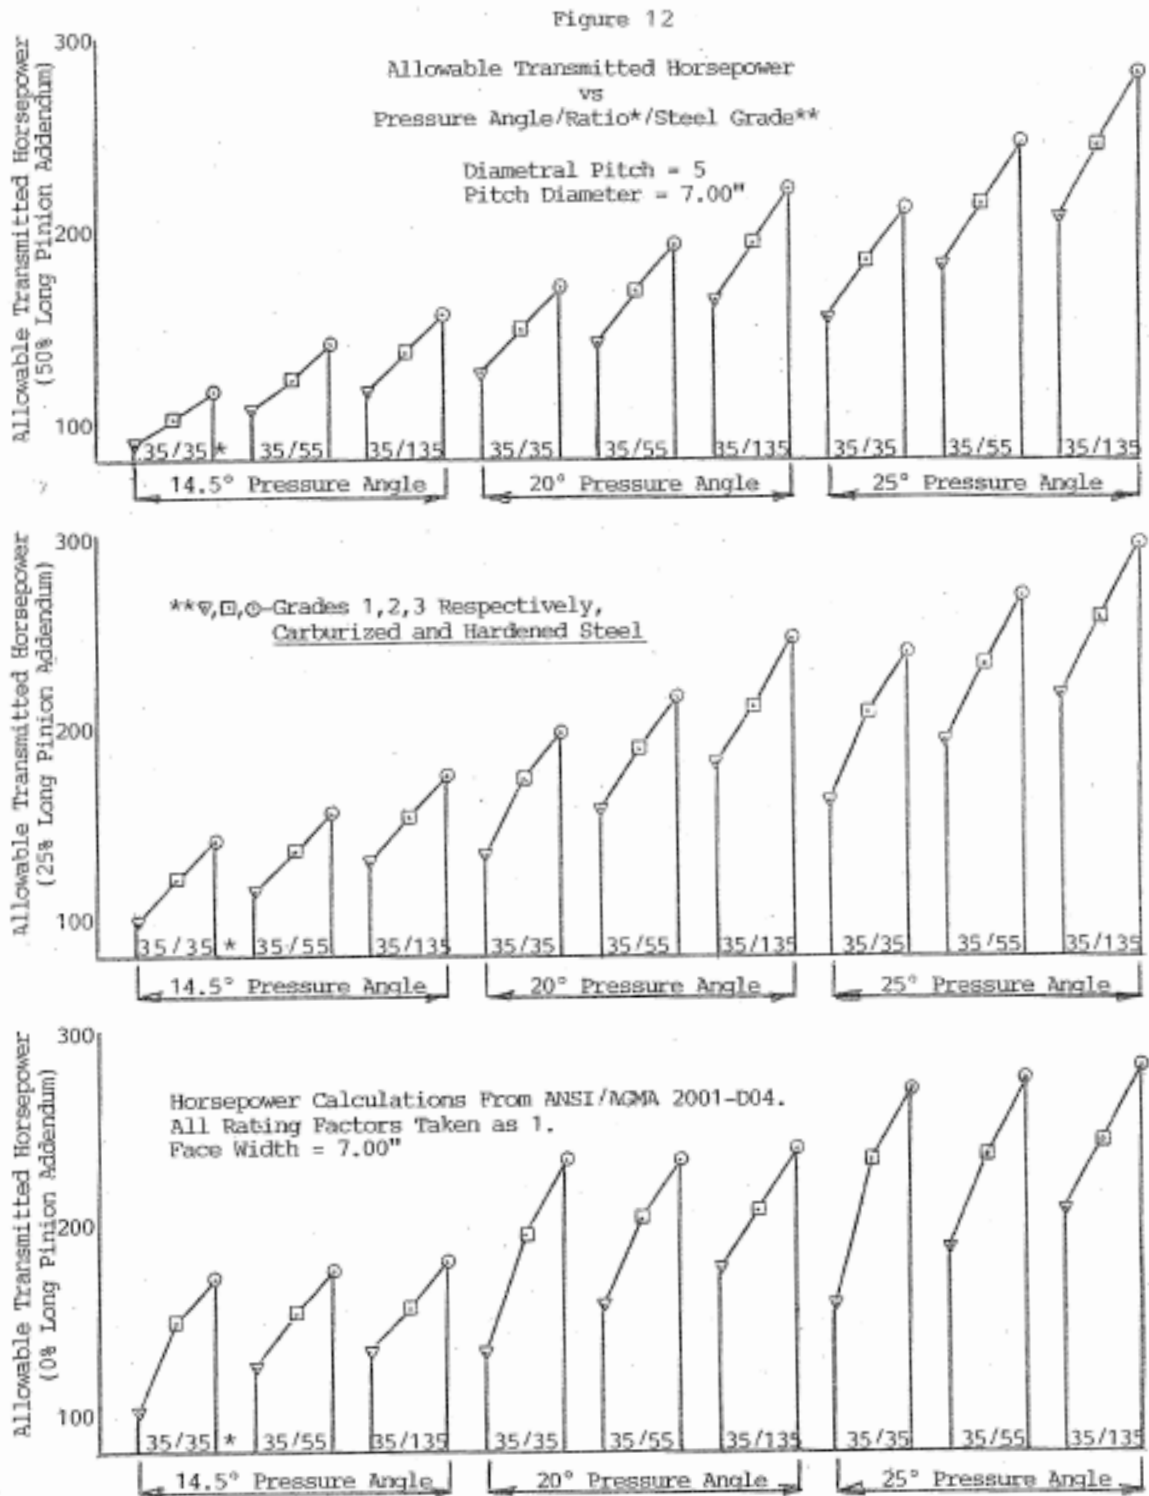 Figure 12
Allowable Transmitted Horsepower
vs
Pressure Angle/Ratio*/Steel Grade**
Diametral Pitch = 5
Pitch Diameter = 7.00"
Allowable Transmitted Horsepower
(50% Long Pinion Addendum)
300
200
100
35/35 * 35/55 35/135 35/35 35/55 35/135 35/35 35/55 35/135
14.5° Pressure Angle 20° Pressure Angle 25° Pressure Angle
Allowable Transmitted Horsepower
(25% Long Pinion Addendum)
300
**▽,□,○-Grades 1,2,3 Respectively,
Carburized and Hardened Steel
200
100
35/35 * 35/55 35/135 35/35 35/55 35/135 35/35 35/55 35/135
14.5° Pressure Angle 20° Pressure Angle 25° Pressure Angle
Allowable Transmitted Horsepower
(0% Long Pinion Addendum)
300
Horsepower Calculations From ANSI/AGMA 2001-D04.
All Rating Factors Taken as 1.
Face Width = 7.00"
200
100
35/35 * 35/55 35/135 35/35 35/55 35/135 35/35 35/55 35/135
14.5° Pressure Angle 20° Pressure Angle 25° Pressure Angle